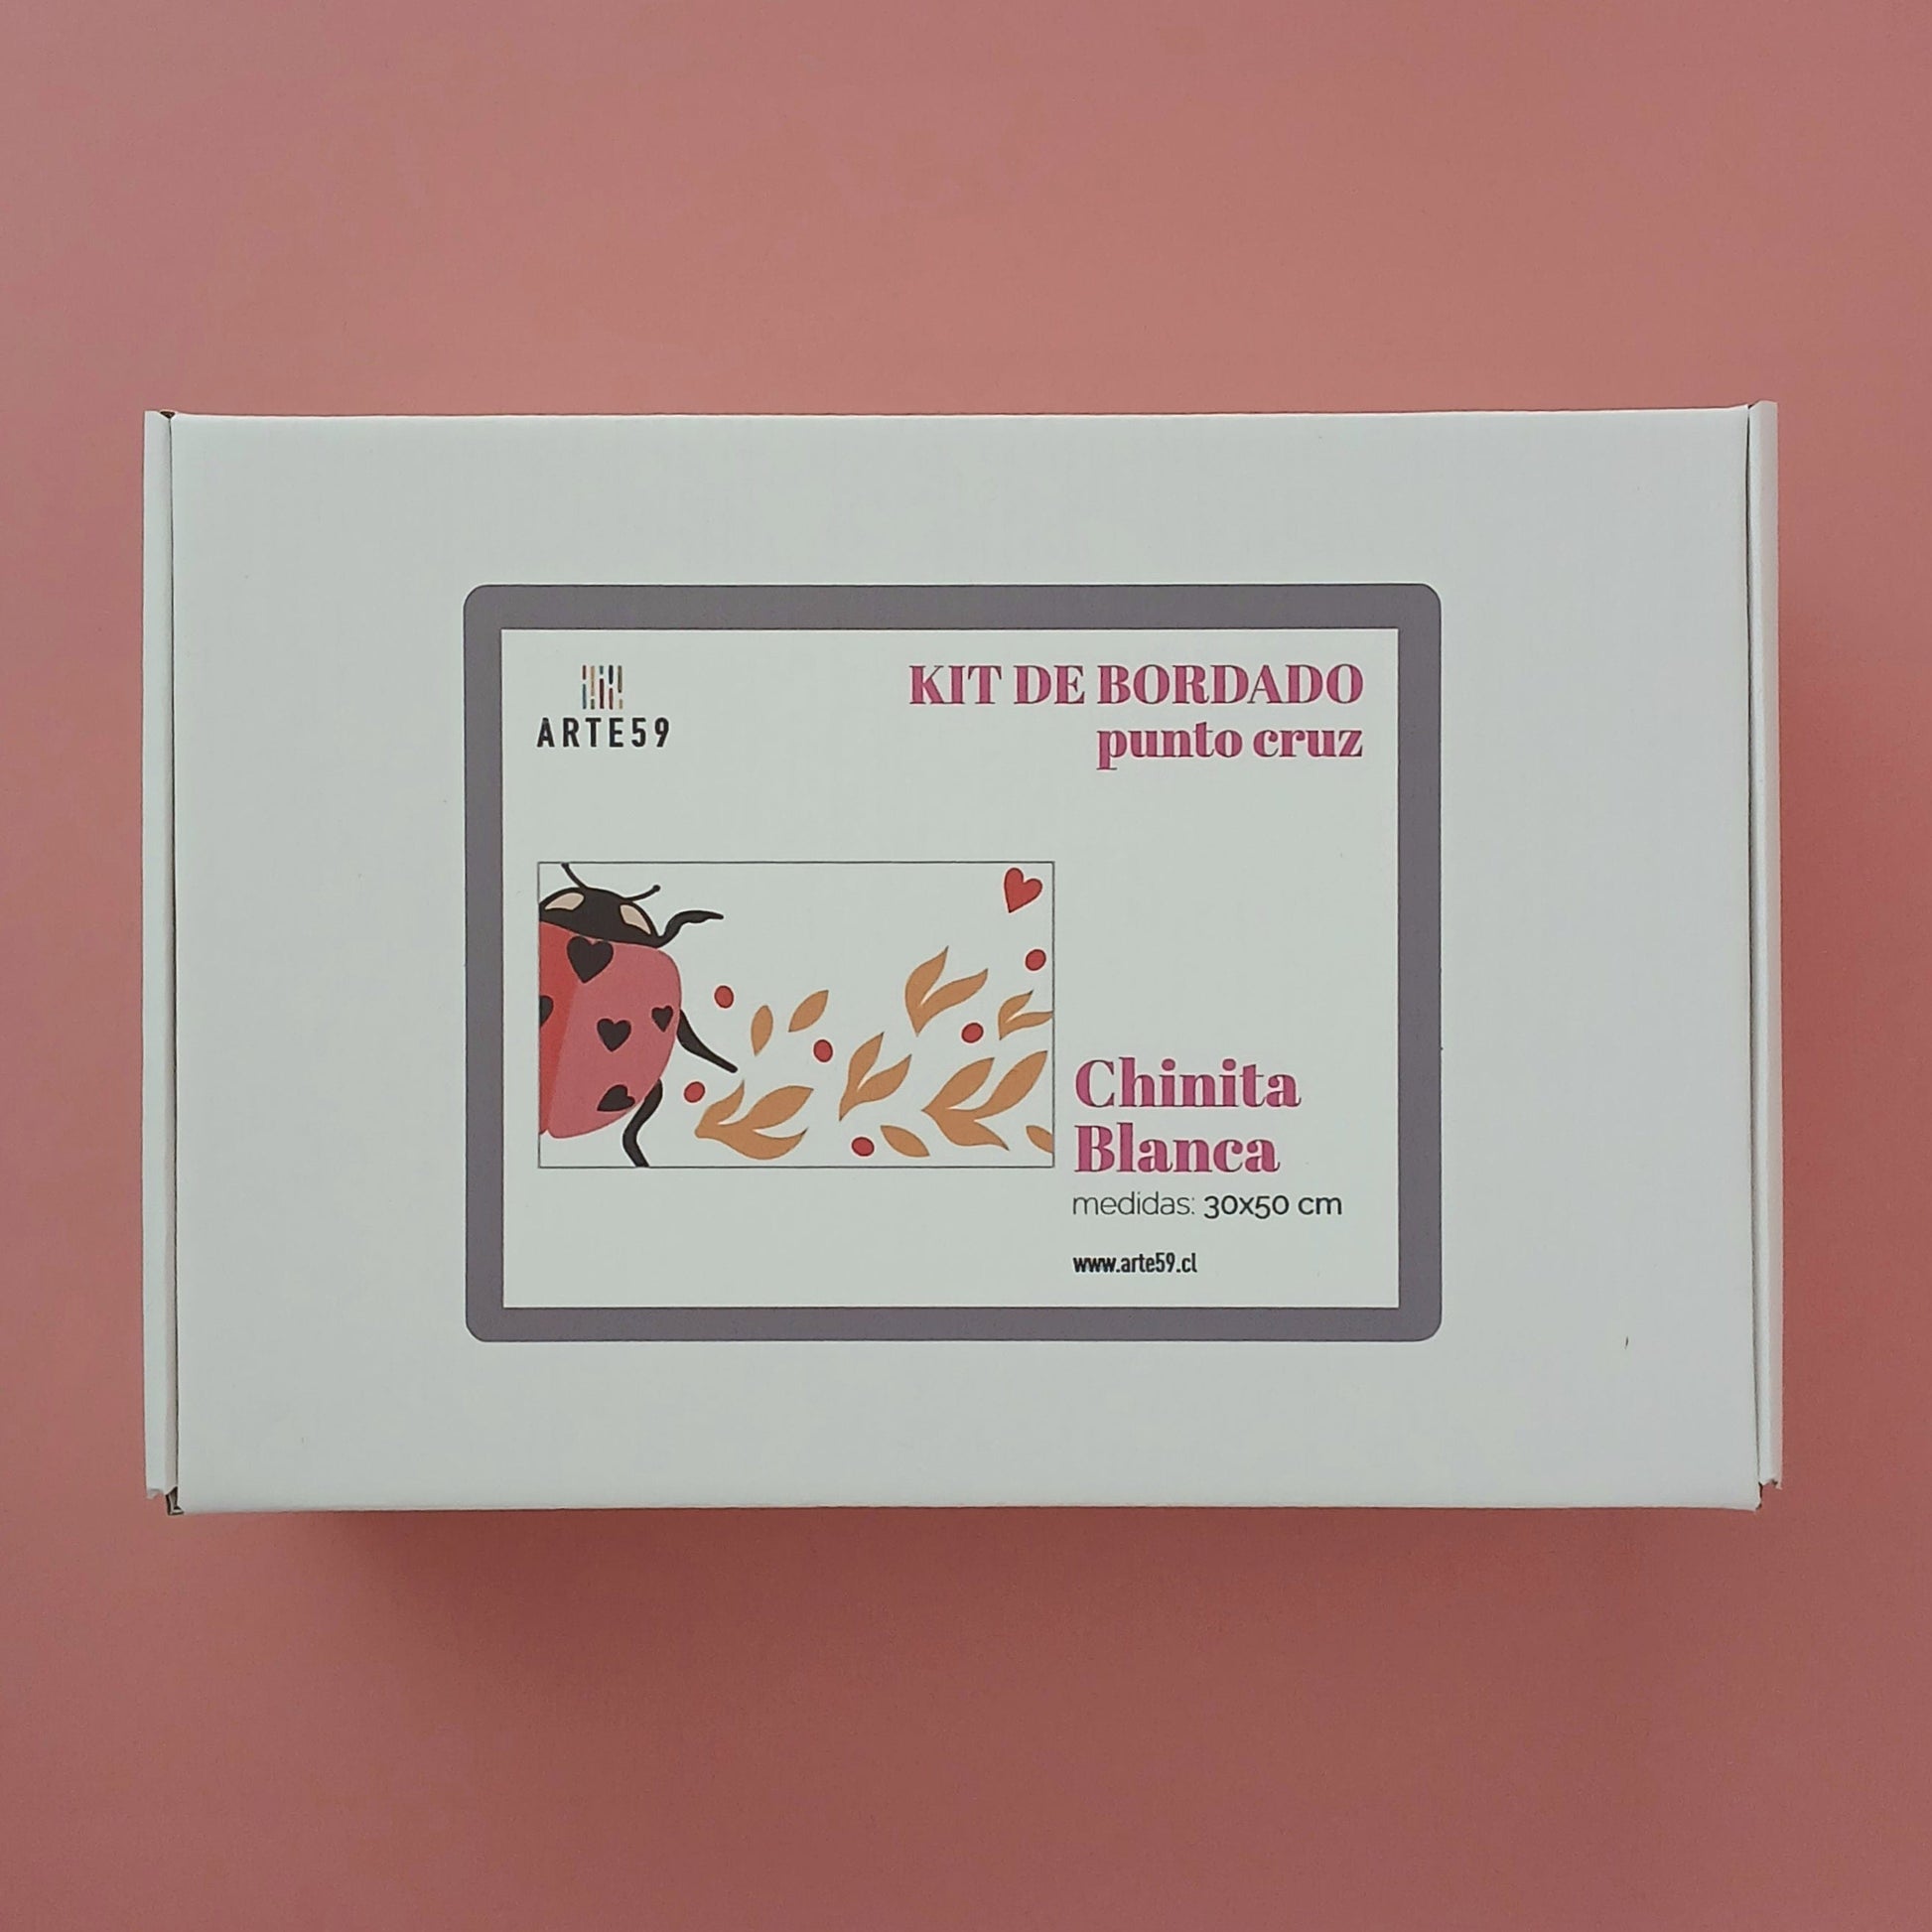 ARTE59
KIT DE BORDADO
punto cruz
Chinita
Blanca
medidas: 30x50 cm
www.arte59.cl